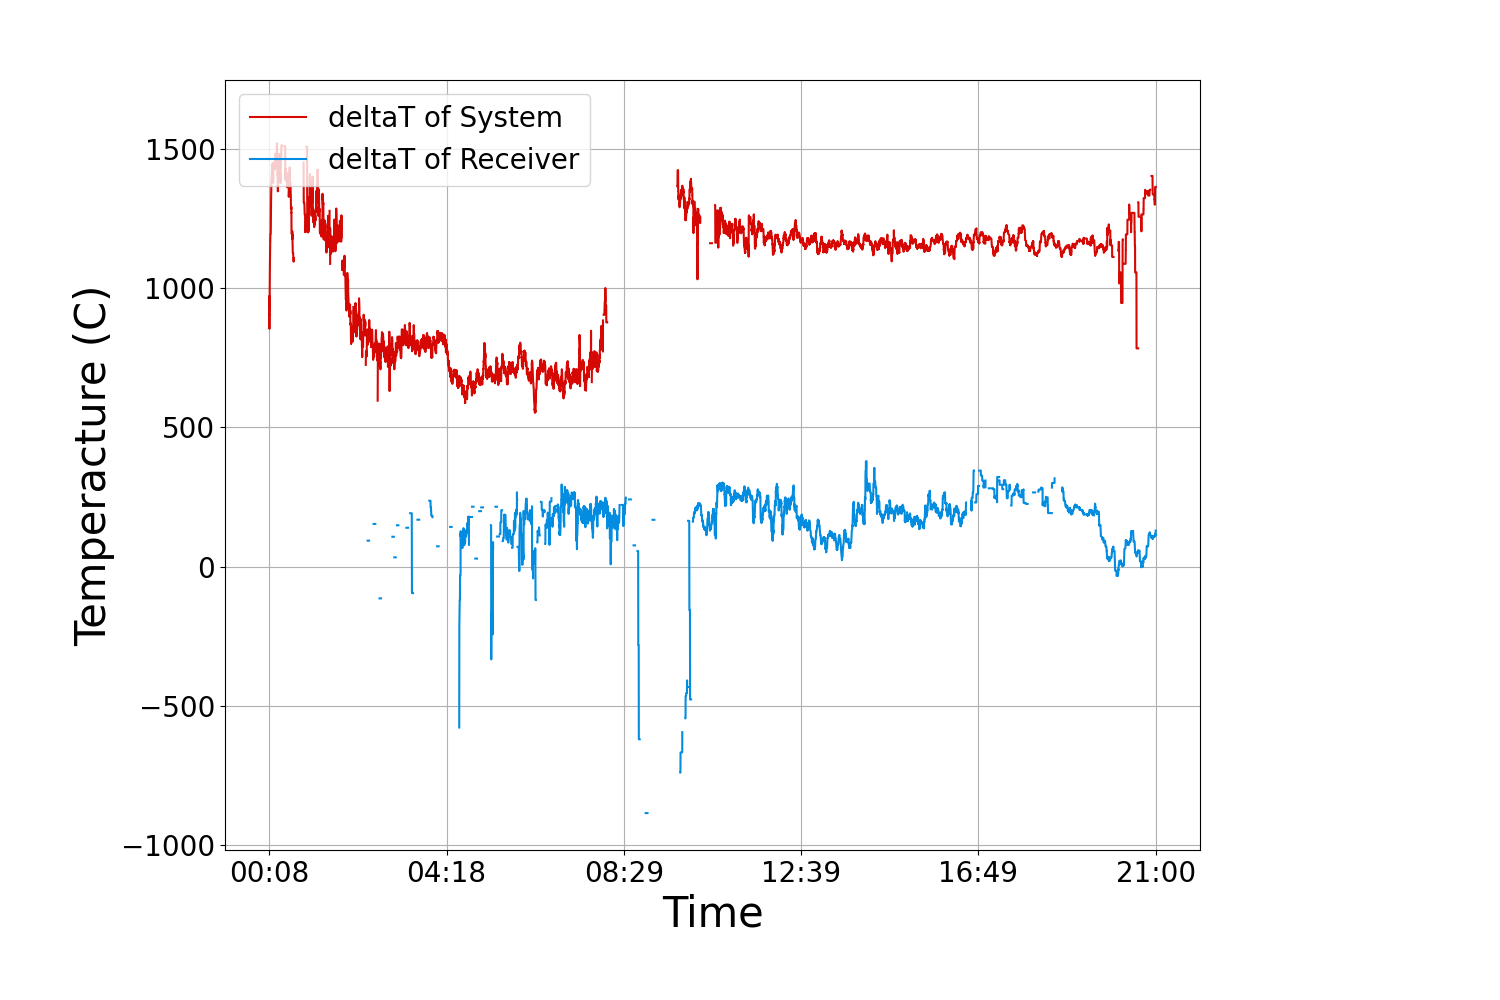 deltaT of System
deltaT of Receiver
1500
1000
500
0
−500
−1000
Temperacture (C)
00:08 04:18 08:29 12:39 16:49 21:00
Time